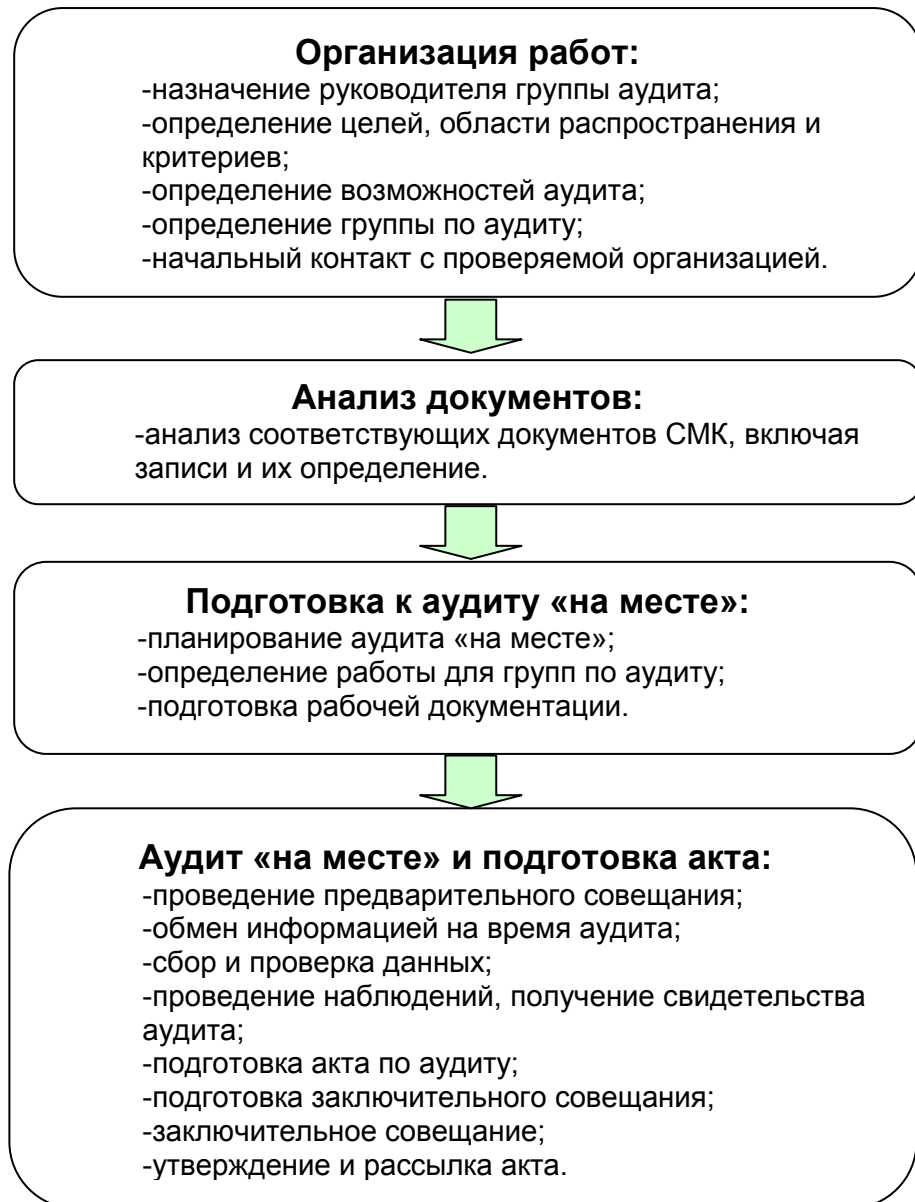 Организация работ:
-назначение руководителя группы аудита;
-определение целей, области распространения и
критериев;
-определение возможностей аудита;
-определение группы по аудиту;
-начальный контакт с проверяемой организацией.
Анализ документов:
-анализ соответствующих документов СМК, включая
записи и их определение.
Подготовка к аудиту «на месте»:
-планирование аудита «на месте»;
-определение работы для групп по аудиту;
-подготовка рабочей документации.
Аудит «на месте» и подготовка акта:
-проведение предварительного совещания;
-обмен информацией на время аудита;
-сбор и проверка данных;
-проведение наблюдений, получение свидетельства
аудита;
-подготовка акта по аудиту;
-подготовка заключительного совещания;
-заключительное совещание;
-утверждение и рассылка акта.